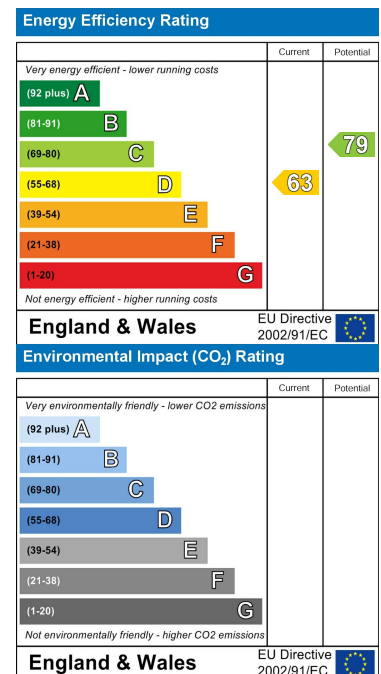 Energy Efficiency Rating
Current Potential
Very energy efficient - lower running costs
(92 plus) A
(81-91) B
(69-80) C
79
(55-68) D
63
(39-54) E
(21-38) F
(1-20) G
Not energy efficient - higher running costs
England & Wales
EU Directive
2002/91/EC
Environmental Impact (CO₂) Rating
Current Potential
Very environmentally friendly - lower CO2 emissions
(92 plus) A
(81-91) B
(69-80) C
(55-68) D
(39-54) E
(21-38) F
(1-20) G
Not environmentally friendly - higher CO2 emissions
England & Wales
EU Directive
2002/91/EC